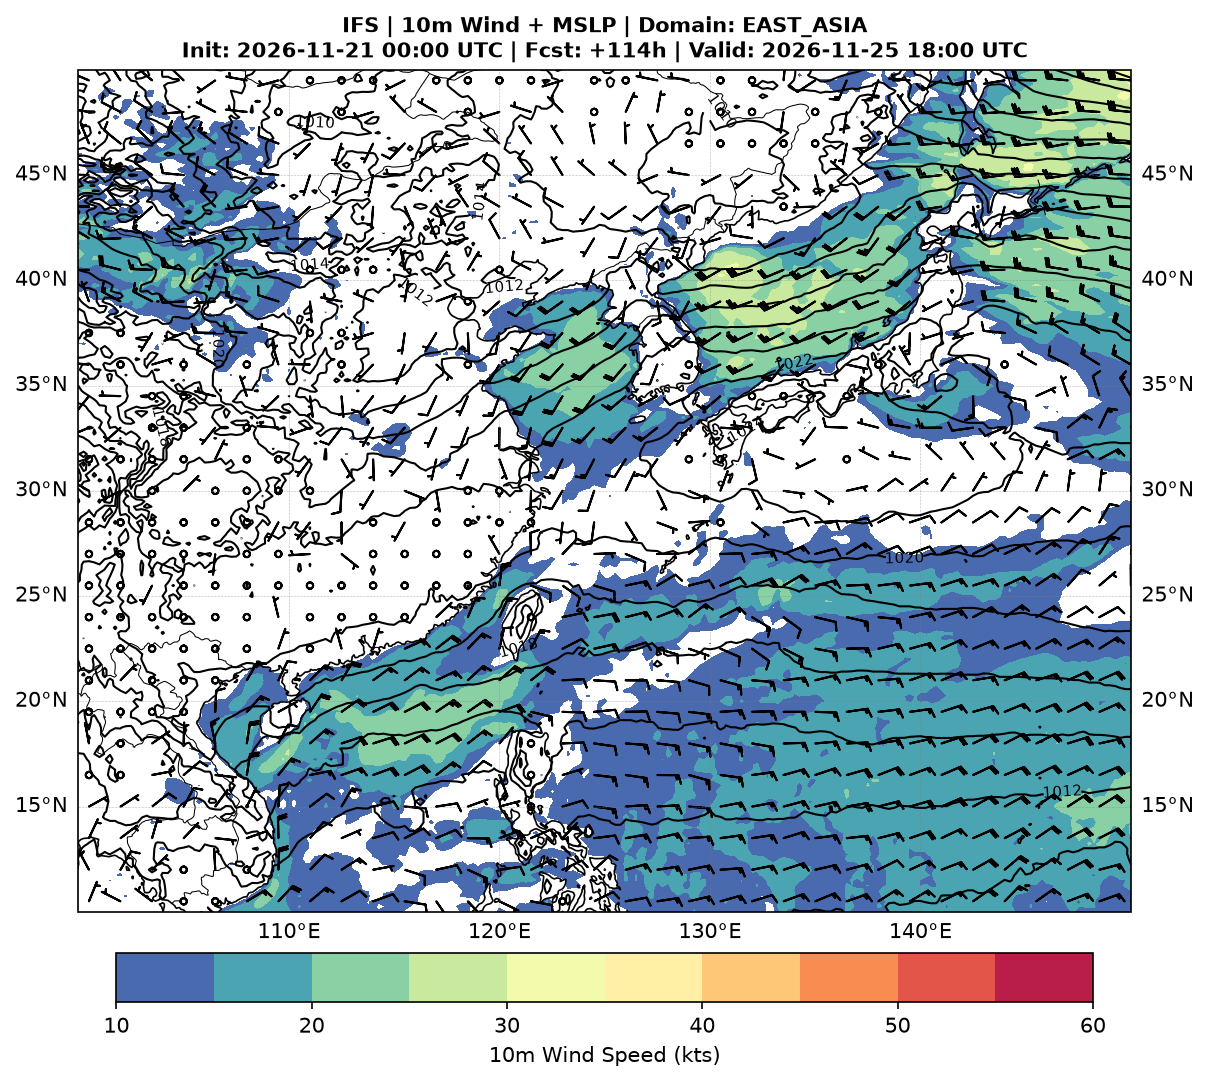 IFS | 10m Wind + MSLP | Domain: EAST_ASIA
Init: 2026-11-21 00:00 UTC | Fcst: +114h | Valid: 2026-11-25 18:00 UTC
1010
1014
1014
1012
1012
1020
1022
1020
1018
1012
45°N
40°N
35°N
30°N
25°N
20°N
15°N
45°N
40°N
35°N
30°N
25°N
20°N
15°N
110°E
120°E
130°E
140°E
10
20
30
40
50
60
10m Wind Speed (kts)